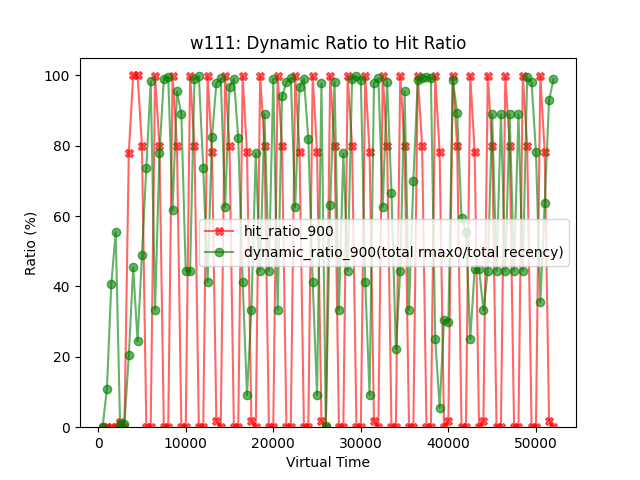 w111: Dynamic Ratio to Hit Ratio
100
80
60
40
20
0
Ratio (%)
hit_ratio_900
dynamic_ratio_900(total rmax0/total recency)
0
10000
20000
30000
40000
50000
Virtual Time